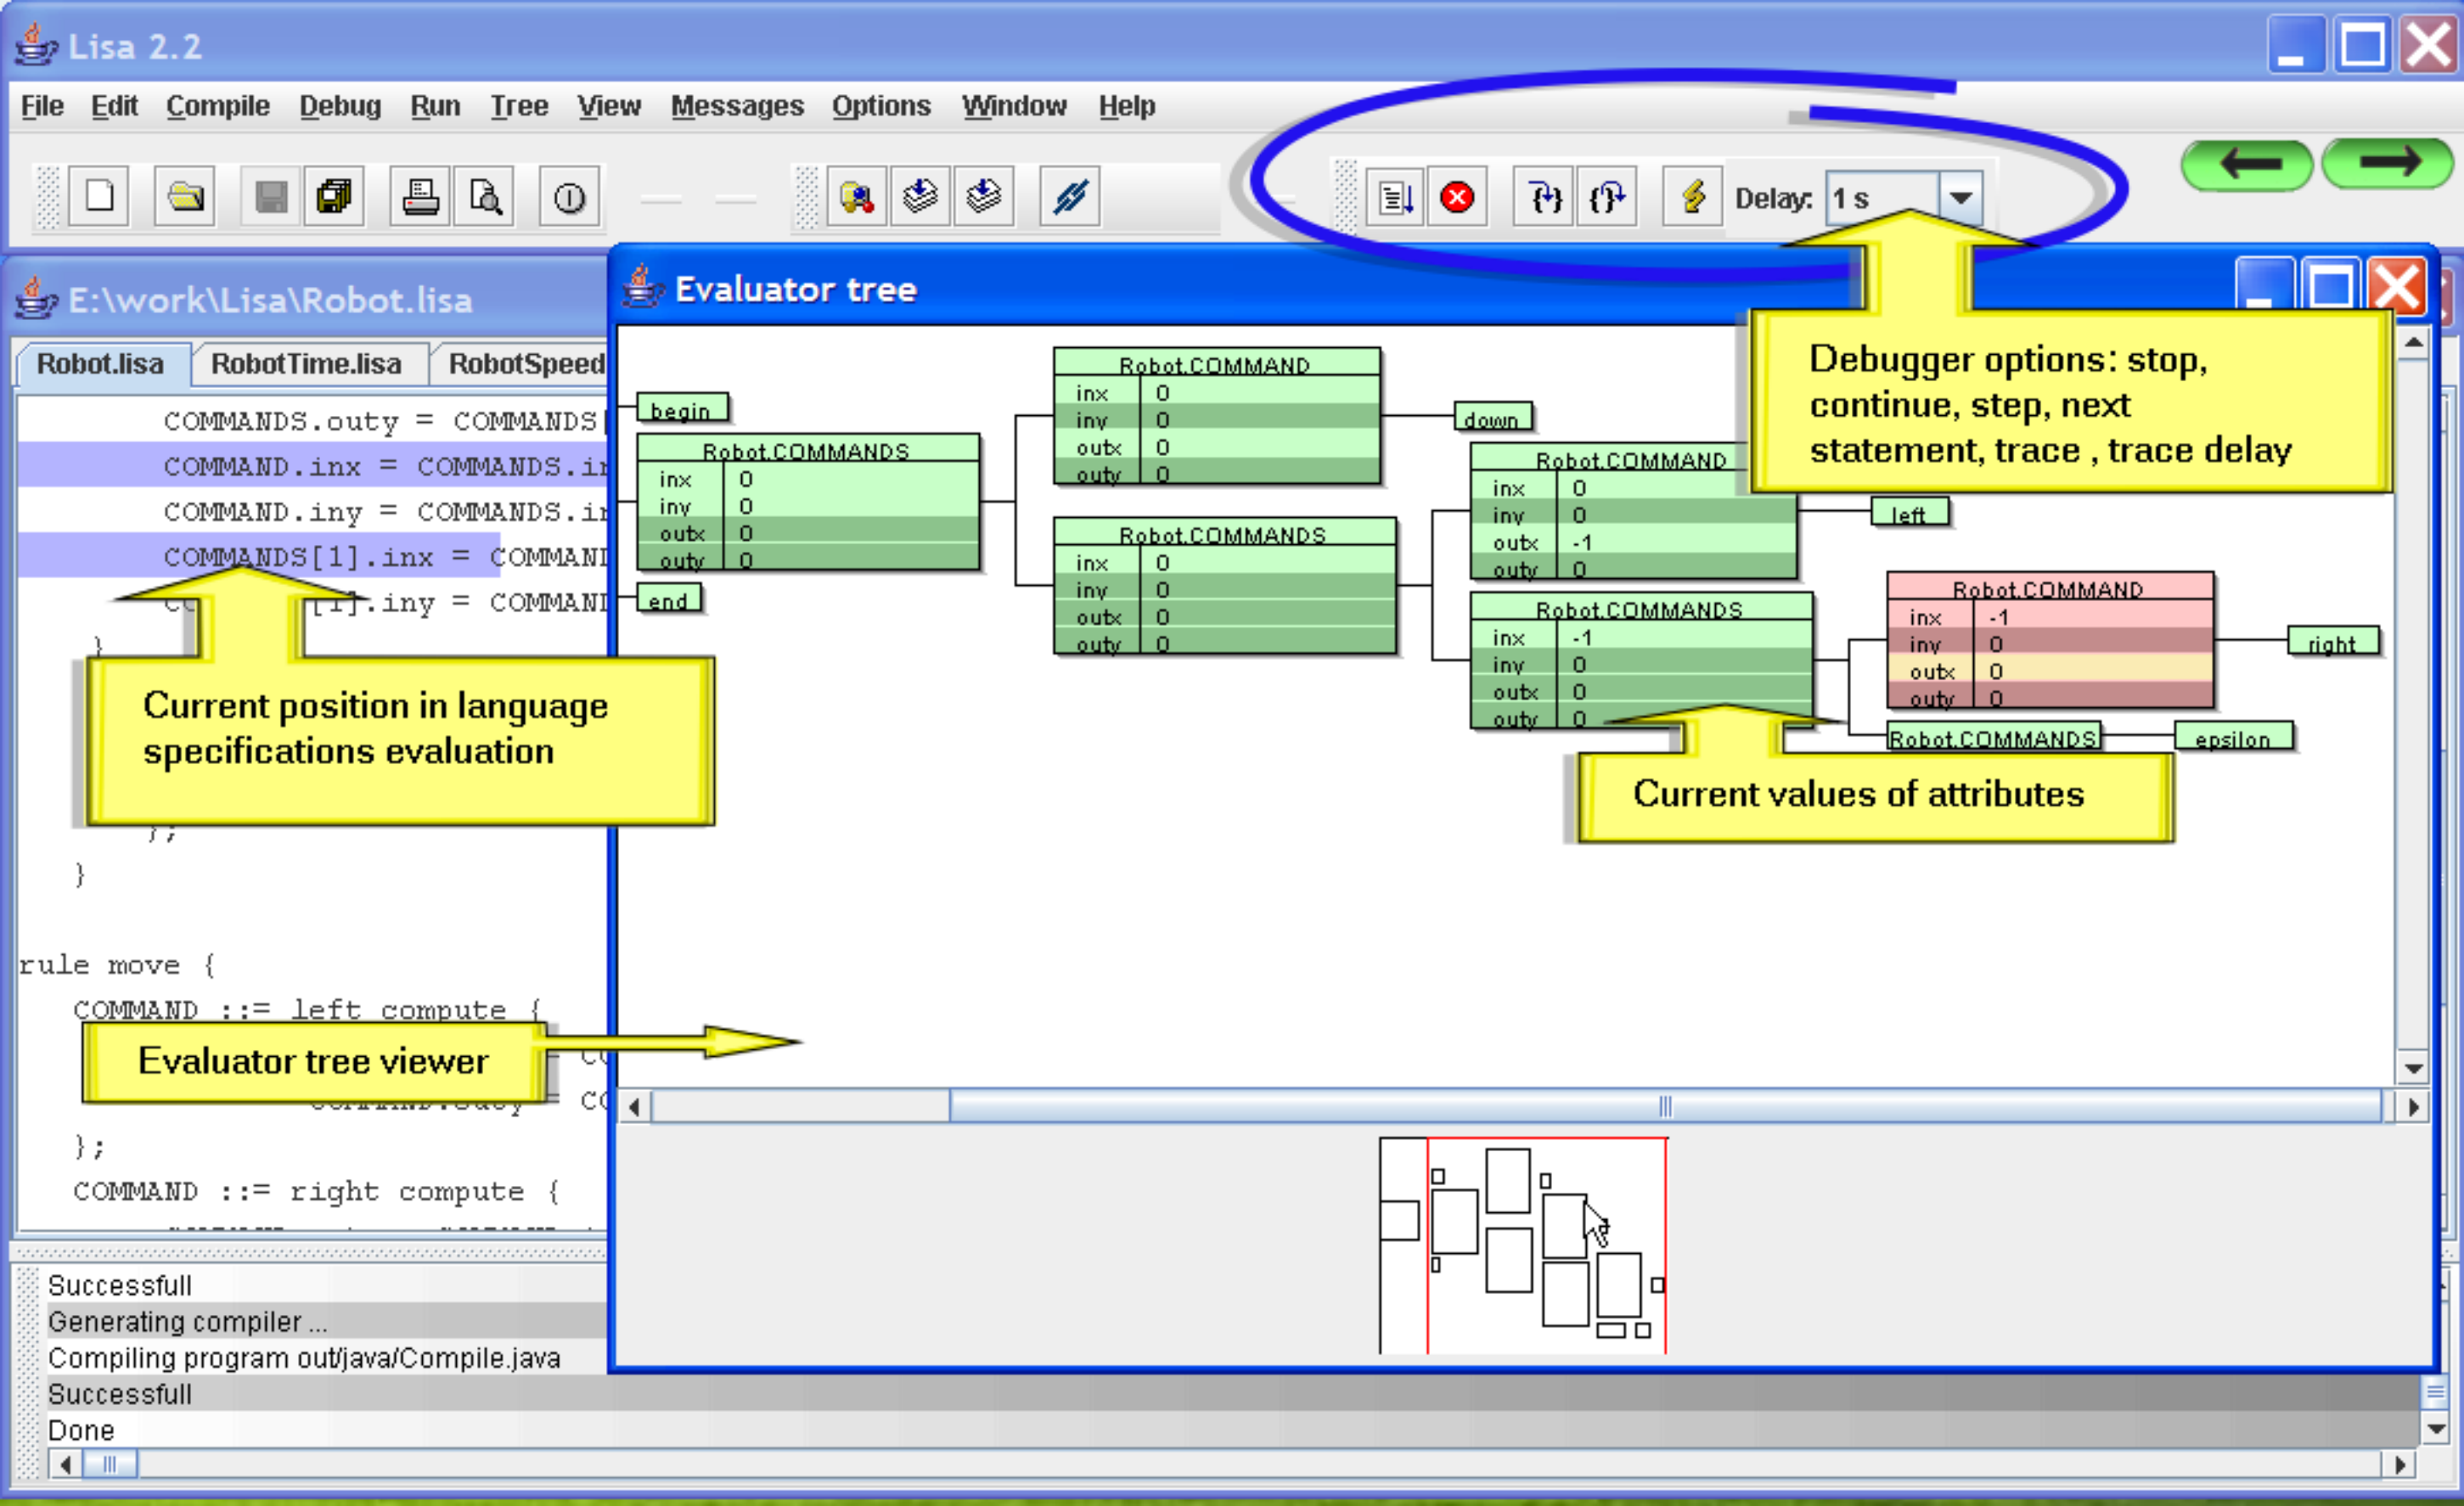 Lisa 2.2
File Edit Compile Debug Run Tree View Messages Options Window Help
Delay: 1 s
E:\work\Lisa\Robot.lisa
Robot.lisa RobotTime.lisa RobotSpeed
COMMANDS.outy = COMMANDS[
COMMAND.inx = COMMANDS.in
COMMAND.iny = COMMANDS.in
COMMANDS[1].inx = COMMAND
[1].iny = COMMAND
}
};
}
rule move {
COMMAND ::= left compute {
};
COMMAND ::= right compute {
Current position in language
specifications evaluation
Evaluator tree viewer
Evaluator tree
begin
Robot.COMMANDS
inx 0
iny 0
outx 0
outy 0
end
Robot.COMMAND
inx 0
iny 0
outx 0
outy 0
down
Robot.COMMANDS
inx 0
iny 0
outx 0
outy 0
Robot.COMMAND
inx 0
iny 0
outx -1
outy 0
left
Robot.COMMANDS
inx -1
iny 0
outx 0
outy 0
Robot.COMMAND
inx -1
iny 0
outx 0
outy 0
right
Robot.COMMANDS
epsilon
Debugger options: stop,
continue, step, next
statement, trace , trace delay
Current values of attributes
Successfull
Generating compiler ...
Compiling program out/java/Compile.java
Successfull
Done